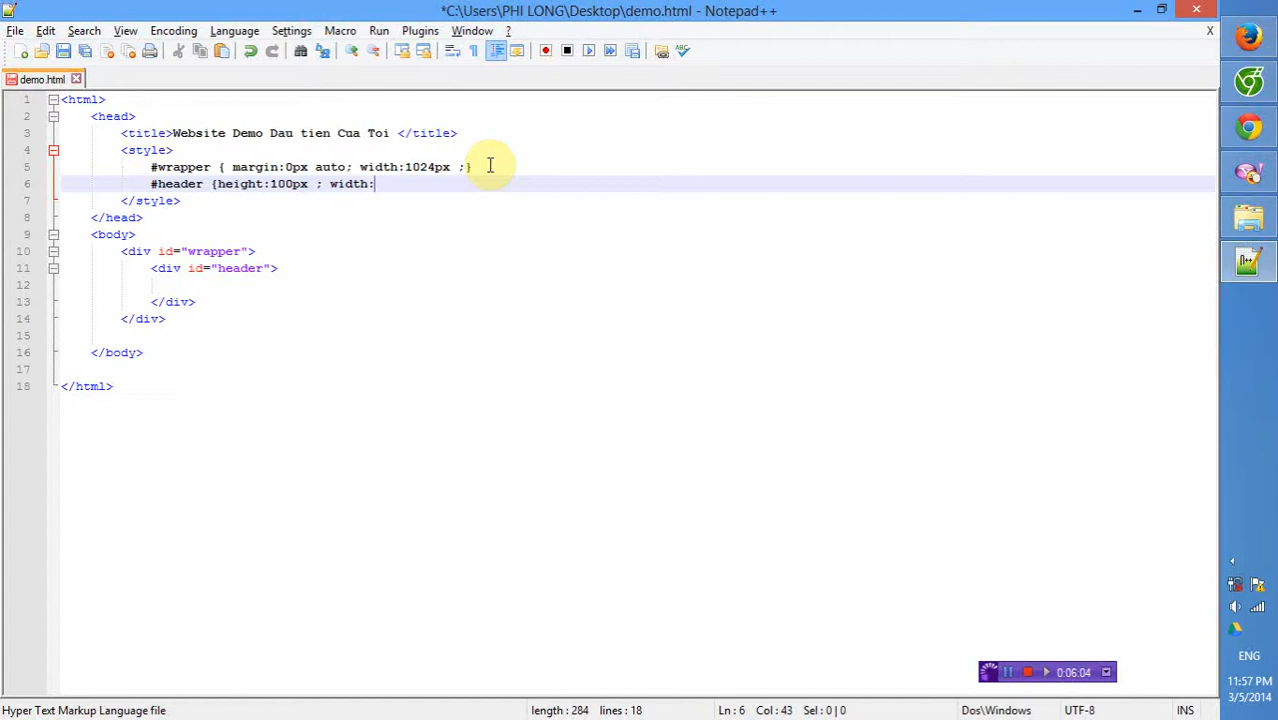 *C:\Users\PHI LONG\Desktop\demo.html - Notepad++
File Edit Search View Encoding Language Settings Macro Run Plugins Window ? X
demo.html
1 <html>
2 <head>
3 <title>Website Demo Dau tien Cua Toi </title>
4 <style>
5 #wrapper { margin:0px auto; width:1024px ;}
6 #header {height:100px ; width:
7 </style>
8 </head>
9 <body>
10 <div id="wrapper">
11 <div id="header">
12
13 </div>
14 </div>
15
16 </body>
17
18 </html>
0:06:04
ENG
11:57 PM
3/5/2014
Hyper Text Markup Language file length : 284 lines : 18 Ln : 6 Col : 43 Sel : 0 | 0 Dos\Windows UTF-8 INS